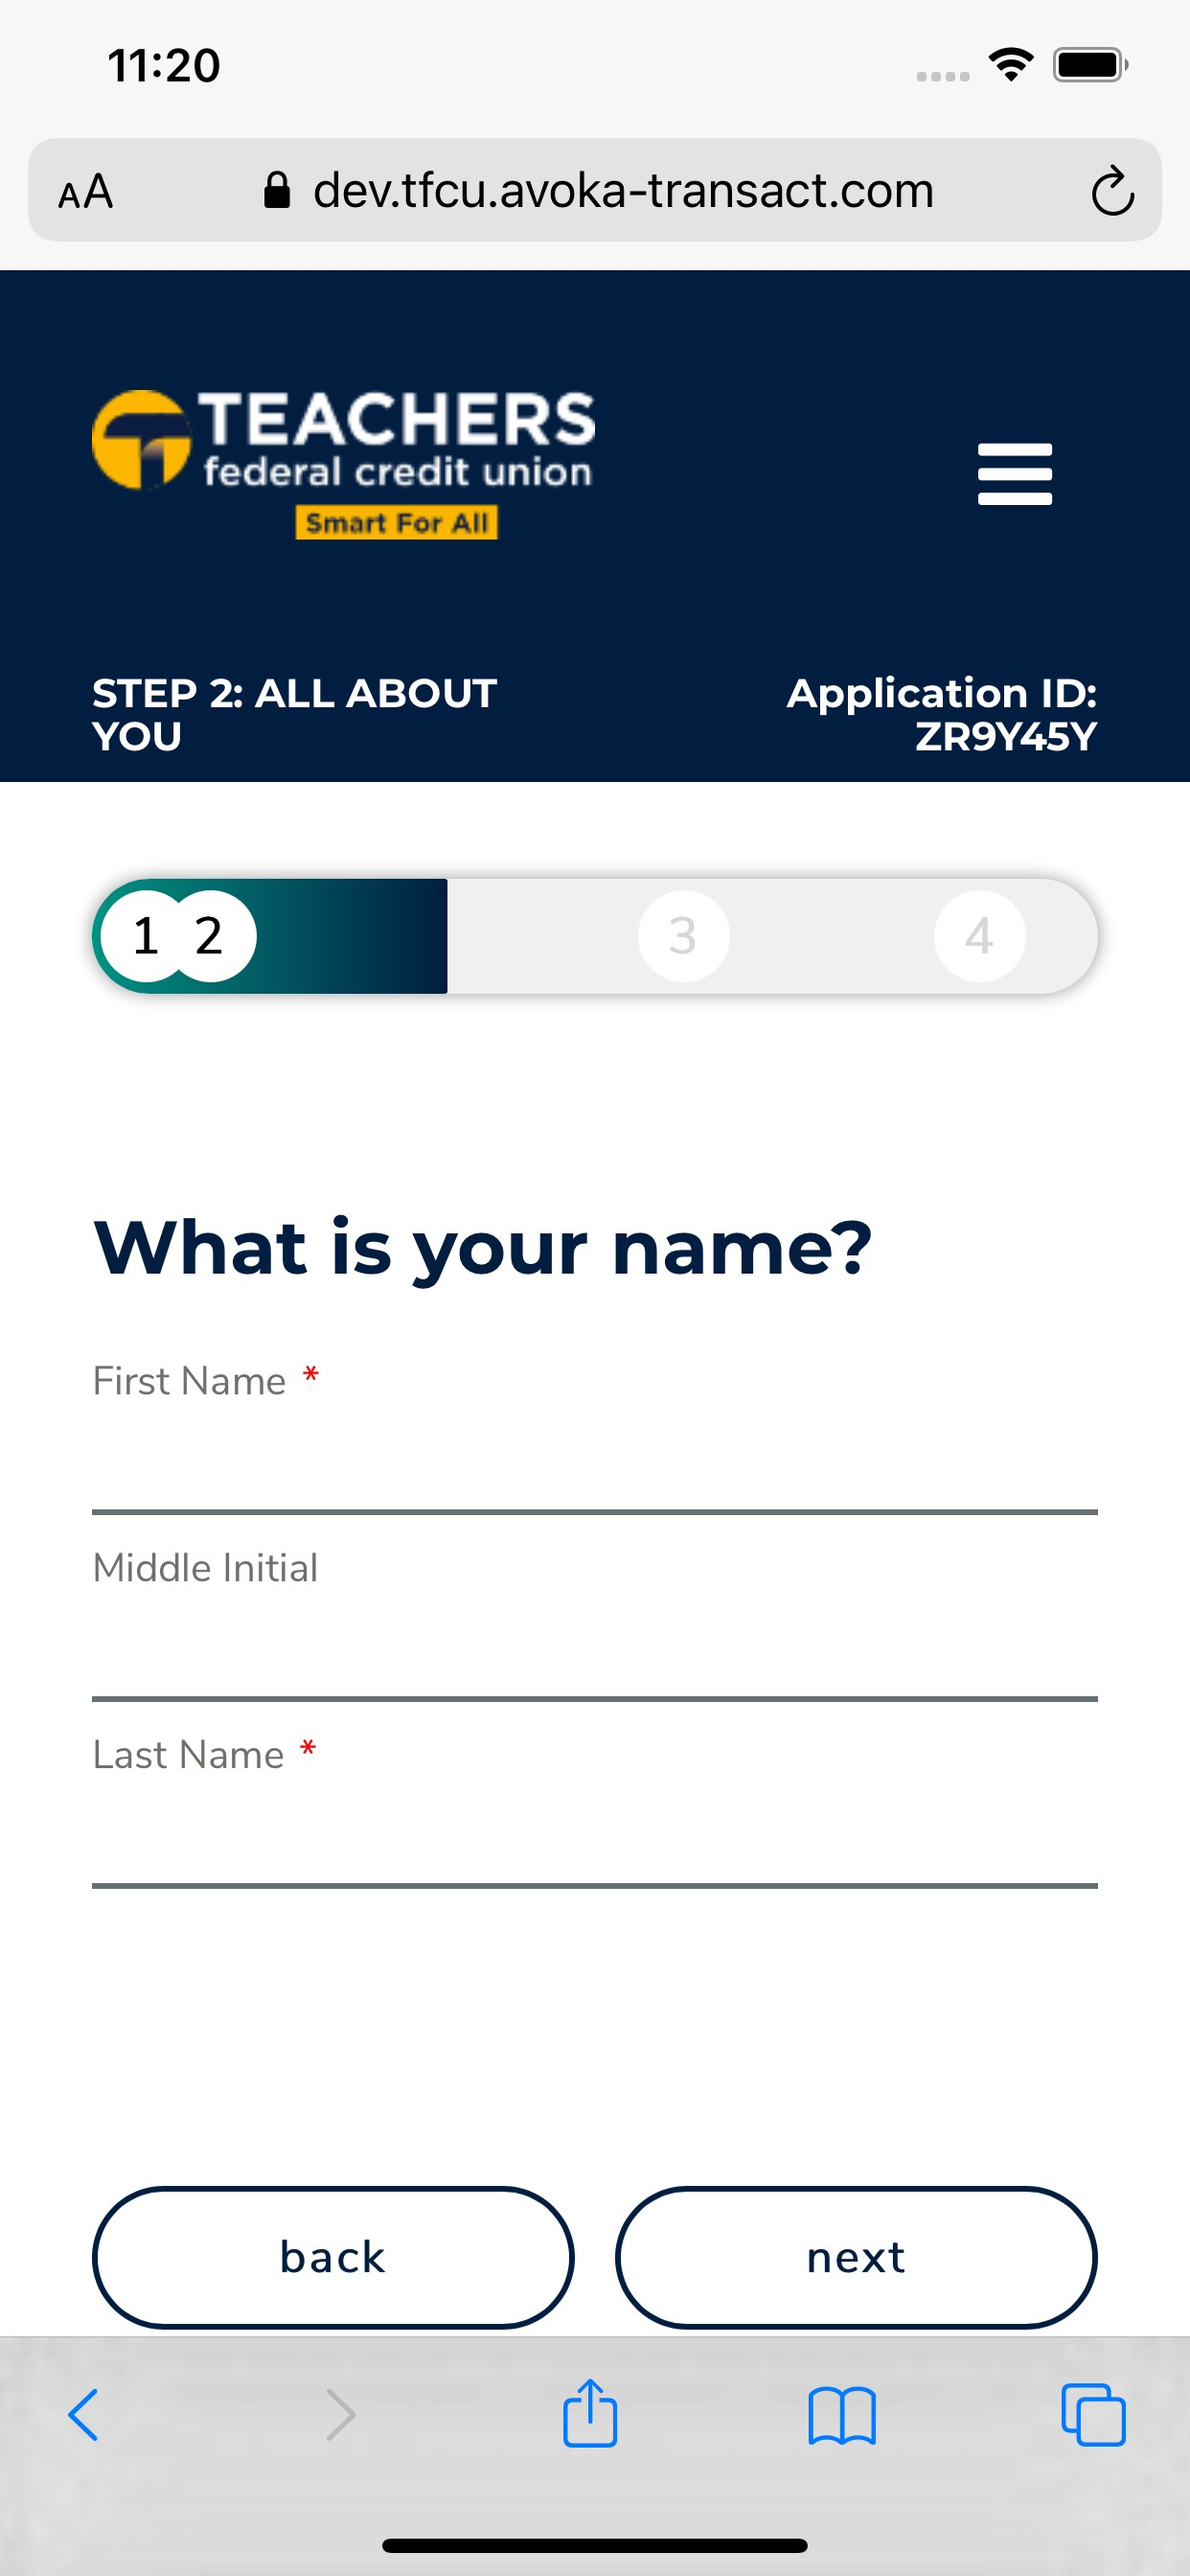 11:20
AA dev.tfcu.avoka-transact.com
TEACHERS
federal credit union
Smart For All
STEP 2: ALL ABOUT
YOU
Application ID:
ZR9Y45Y
1 2 3 4
What is your name?
First Name *
Middle Initial
Last Name *
back next